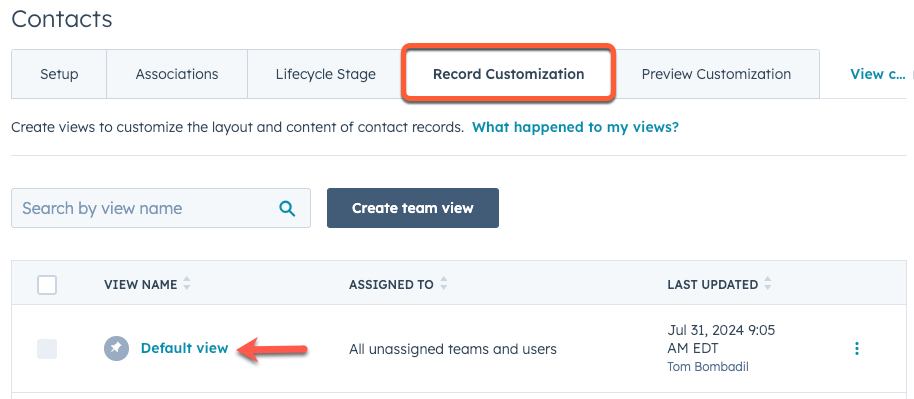 Contacts
Setup
Associations
Lifecycle Stage
Record Customization
Preview Customization
View c...
Create views to customize the layout and content of contact records. What happened to my views?
Search by view name
Create team view
VIEW NAME
ASSIGNED TO
LAST UPDATED
Default view
All unassigned teams and users
Jul 31, 2024 9:05
AM EDT
Tom Bombadil